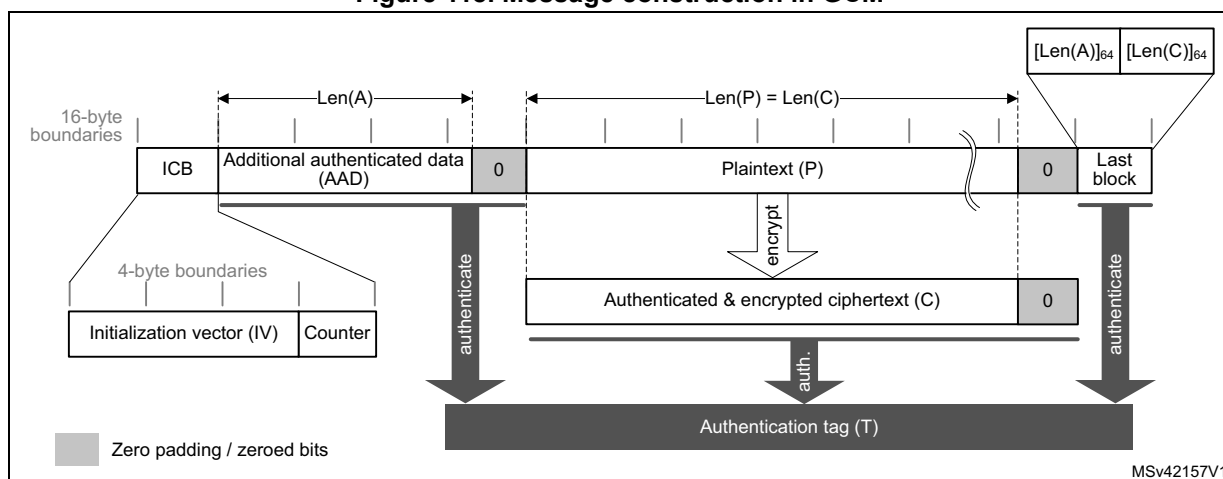 [Len(A)]64 [Len(C)]64
Len(A)
Len(P) = Len(C)
16-byte
boundaries
ICB
Additional authenticated data
(AAD)
0
Plaintext (P)
0
Last
block
encrypt
4-byte boundaries
Initialization vector (IV)
Counter
Authenticated & encrypted ciphertext (C)
0
authenticate
auth.
authenticate
Authentication tag (T)
Zero padding / zeroed bits
MSv42157V1